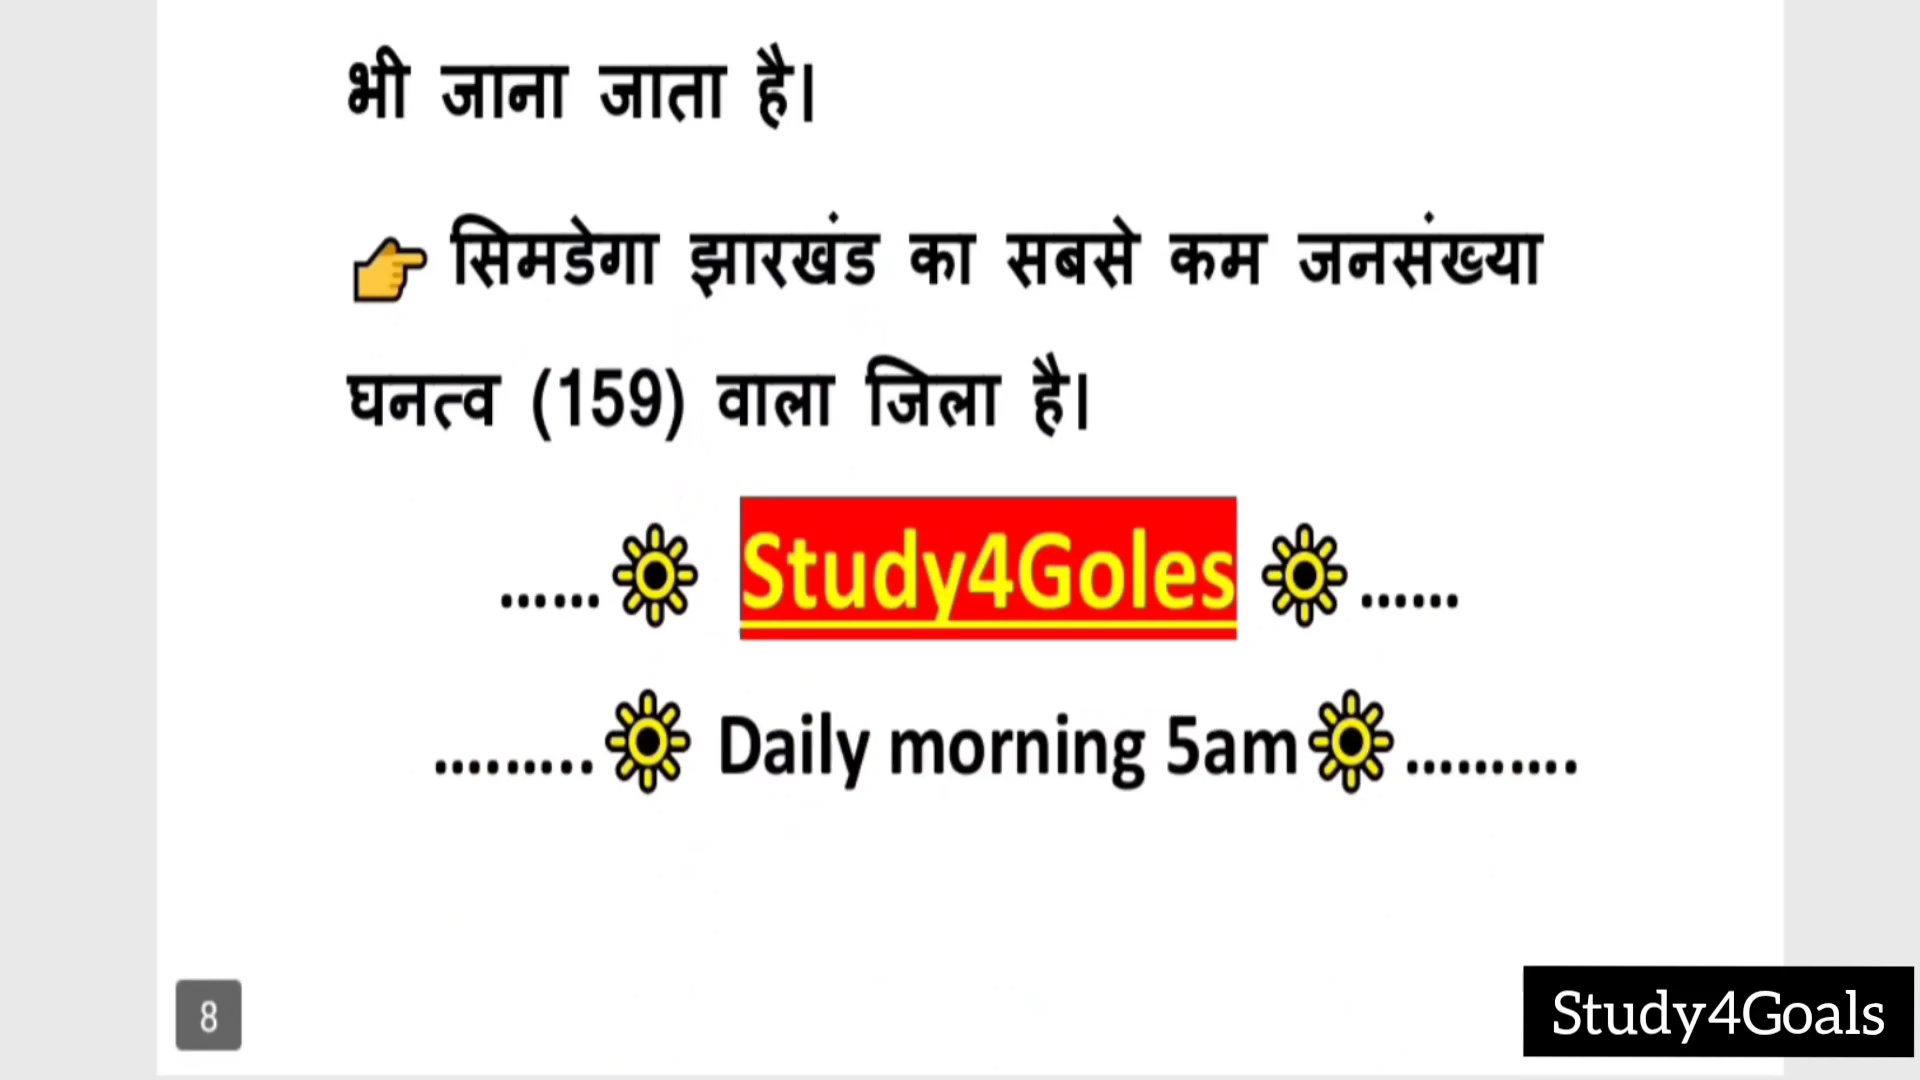 भी जाना जाता है।
👉 सिमडेगा झारखंड का सबसे कम जनसंख्या
घनत्व (159) वाला जिला है।
......🔆 Study4Goles 🔆......
.........🔆 Daily morning 5am🔆..........
8
Study4Goals